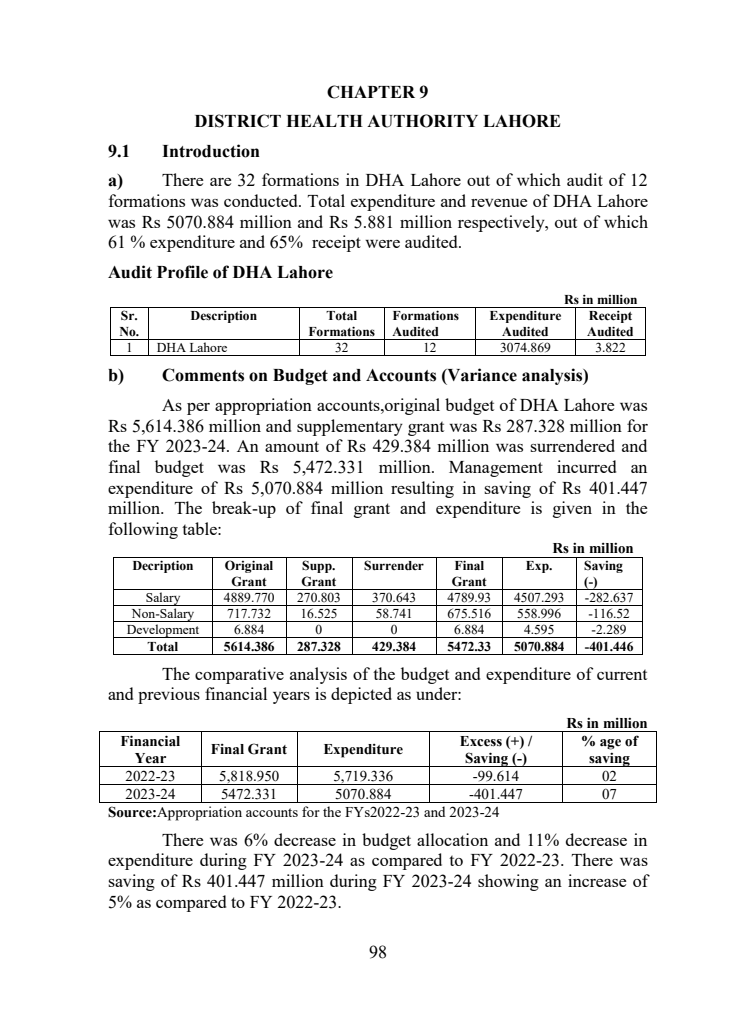 CHAPTER 9
DISTRICT HEALTH AUTHORITY LAHORE
9.1 Introduction
a) There are 32 formations in DHA Lahore out of which audit of 12
formations was conducted. Total expenditure and revenue of DHA Lahore
was Rs 5070.884 million and Rs 5.881 million respectively, out of which
61 % expenditure and 65% receipt were audited.
Audit Profile of DHA Lahore
Rs in million
Sr. Description Total Formations Expenditure Receipt
No. Formations Audited Audited Audited
1 DHA Lahore 32 12 3074.869 3.822
b) Comments on Budget and Accounts (Variance analysis)
As per appropriation accounts,original budget of DHA Lahore was
Rs 5,614.386 million and supplementary grant was Rs 287.328 million for
the FY 2023-24. An amount of Rs 429.384 million was surrendered and
final budget was Rs 5,472.331 million. Management incurred an
expenditure of Rs 5,070.884 million resulting in saving of Rs 401.447
million. The break-up of final grant and expenditure is given in the
following table:
Rs in million
Decription Original Supp. Surrender Final Exp. Saving
Grant Grant Grant (-)
Salary 4889.770 270.803 370.643 4789.93 4507.293 -282.637
Non-Salary 717.732 16.525 58.741 675.516 558.996 -116.52
Development 6.884 0 0 6.884 4.595 -2.289
Total 5614.386 287.328 429.384 5472.33 5070.884 -401.446
The comparative analysis of the budget and expenditure of current
and previous financial years is depicted as under:
Rs in million
Financial Final Grant Expenditure Excess (+) / % age of
Year Saving (-) saving
2022-23 5,818.950 5,719.336 -99.614 02
2023-24 5472.331 5070.884 -401.447 07
Source:Appropriation accounts for the FYs2022-23 and 2023-24
There was 6% decrease in budget allocation and 11% decrease in
expenditure during FY 2023-24 as compared to FY 2022-23. There was
saving of Rs 401.447 million during FY 2023-24 showing an increase of
5% as compared to FY 2022-23.
98